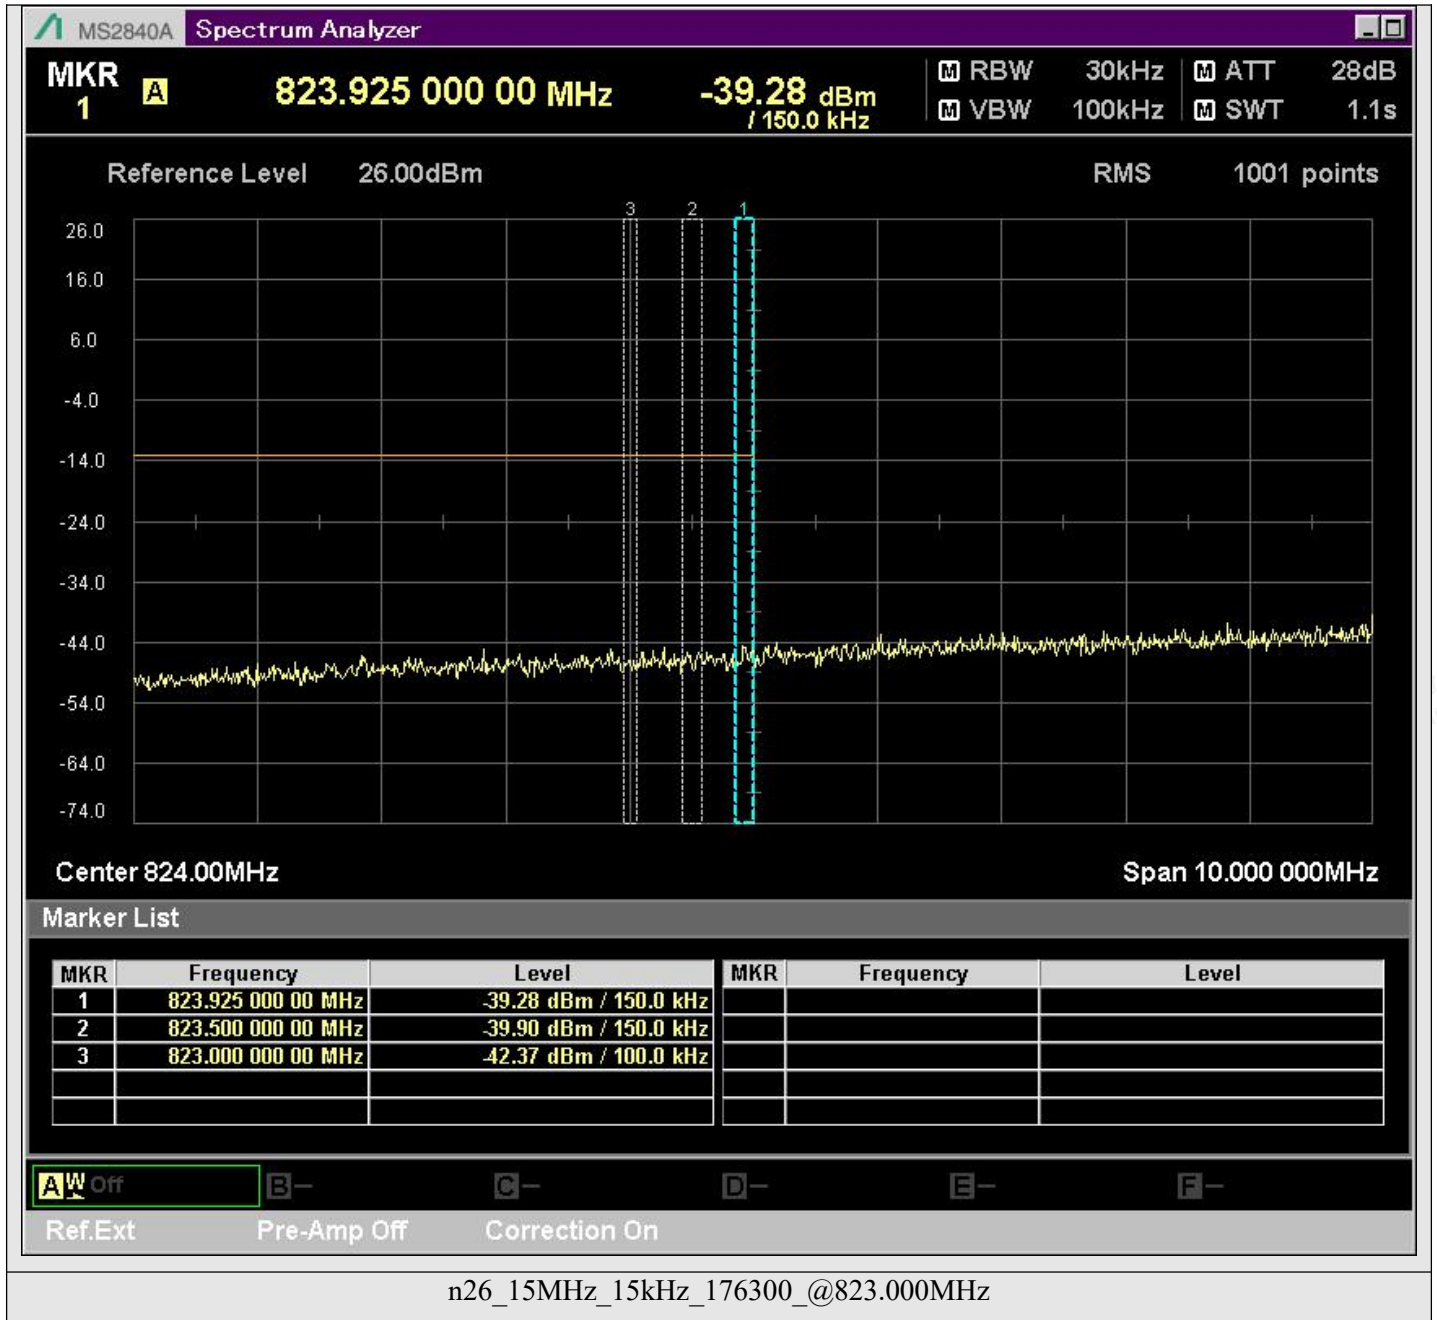 MS2840A Spectrum Analyzer
MKR 1 A 823.925 000 00 MHz -39.28 dBm / 150.0 kHz
M RBW 30kHz M ATT 28dB
M VBW 100kHz M SWT 1.1s
Reference Level 26.00dBm RMS 1001 points
3 2 1
26.0
16.0
6.0
-4.0
-14.0
-24.0
-34.0
-44.0
-54.0
-64.0
-74.0
Center 824.00MHz Span 10.000 000MHz
Marker List
MKR Frequency Level MKR Frequency Level
1 823.925 000 00 MHz -39.28 dBm / 150.0 kHz
2 823.500 000 00 MHz -39.90 dBm / 150.0 kHz
3 823.000 000 00 MHz -42.37 dBm / 100.0 kHz
A W Off B- C- D- E- F-
Ref.Ext Pre-Amp Off Correction On
n26_15MHz_15kHz_176300_@823.000MHz